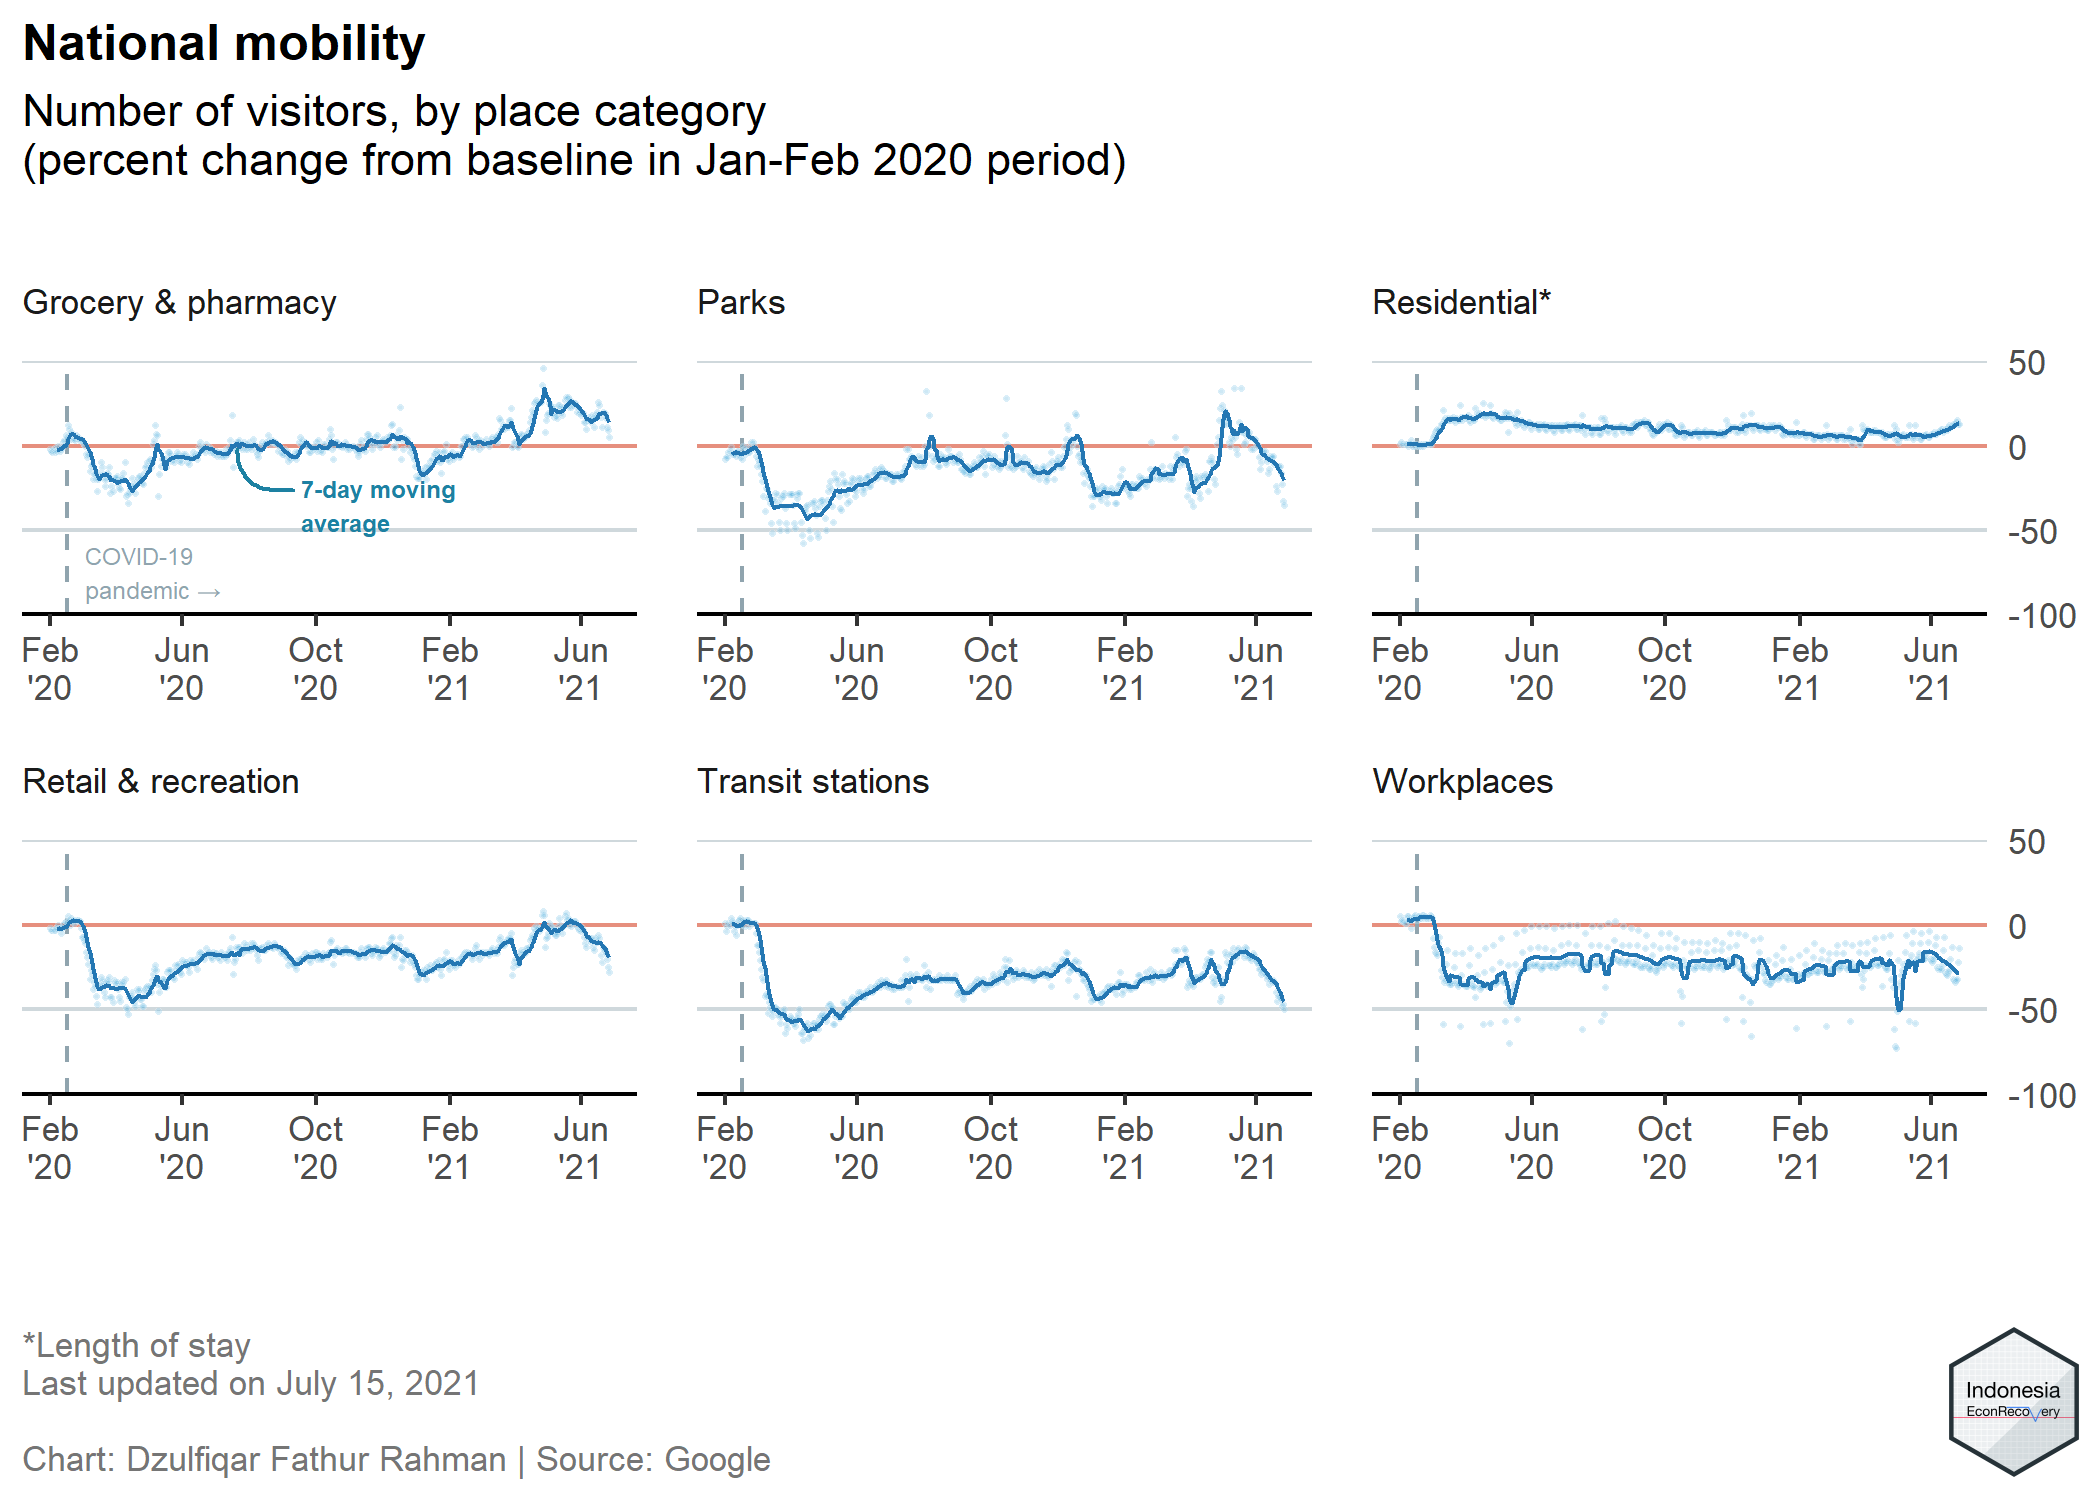 National mobility
Number of visitors, by place category
(percent change from baseline in Jan-Feb 2020 period)
Grocery & pharmacy
7-day moving
average
COVID-19
pandemic →
Feb '20
Jun '20
Oct '20
Feb '21
Jun '21
Parks
Feb '20
Jun '20
Oct '20
Feb '21
Jun '21
Residential*
50
0
-50
-100
Feb '20
Jun '20
Oct '20
Feb '21
Jun '21
Retail & recreation
Feb '20
Jun '20
Oct '20
Feb '21
Jun '21
Transit stations
Feb '20
Jun '20
Oct '20
Feb '21
Jun '21
Workplaces
50
0
-50
-100
Feb '20
Jun '20
Oct '20
Feb '21
Jun '21
*Length of stay
Last updated on July 15, 2021
Chart: Dzulfiqar Fathur Rahman | Source: Google
Indonesia
EconRecovery